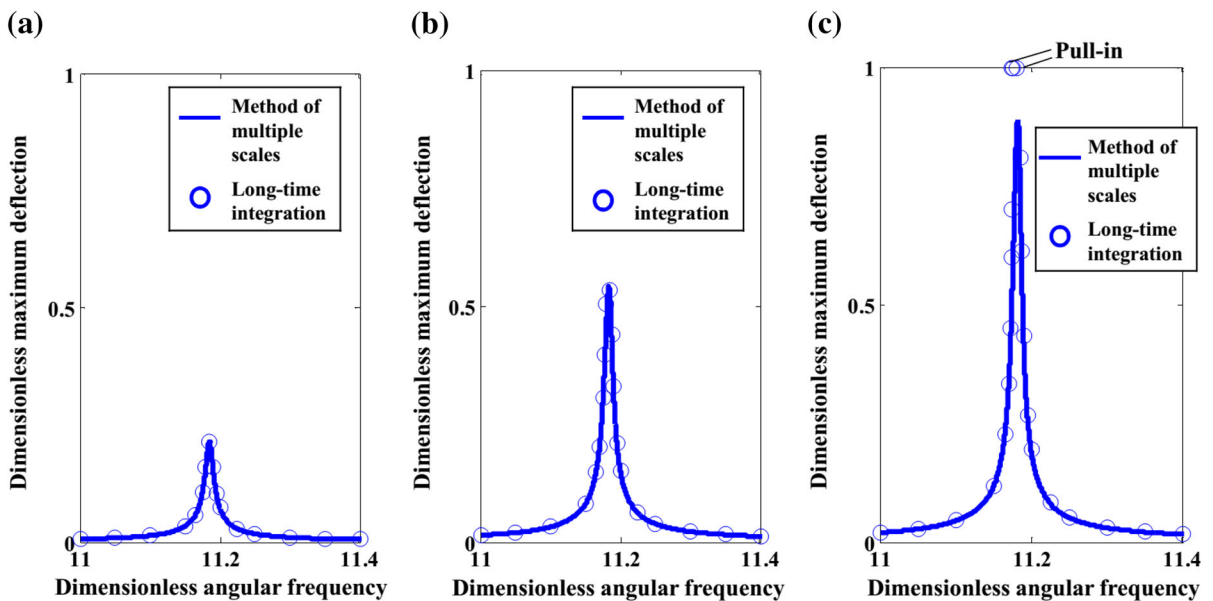 (a)
Dimensionless maximum deflection
1
0.5
0
11
11.2
11.4
Dimensionless angular frequency
Method of
multiple
scales
Long-time
integration
(b)
Dimensionless maximum deflection
1
0.5
0
11
11.2
11.4
Dimensionless angular frequency
Method of
multiple
scales
Long-time
integration
(c)
Pull-in
Dimensionless maximum deflection
1
0.5
0
11
11.2
11.4
Dimensionless angular frequency
Method of
multiple
scales
Long-time
integration